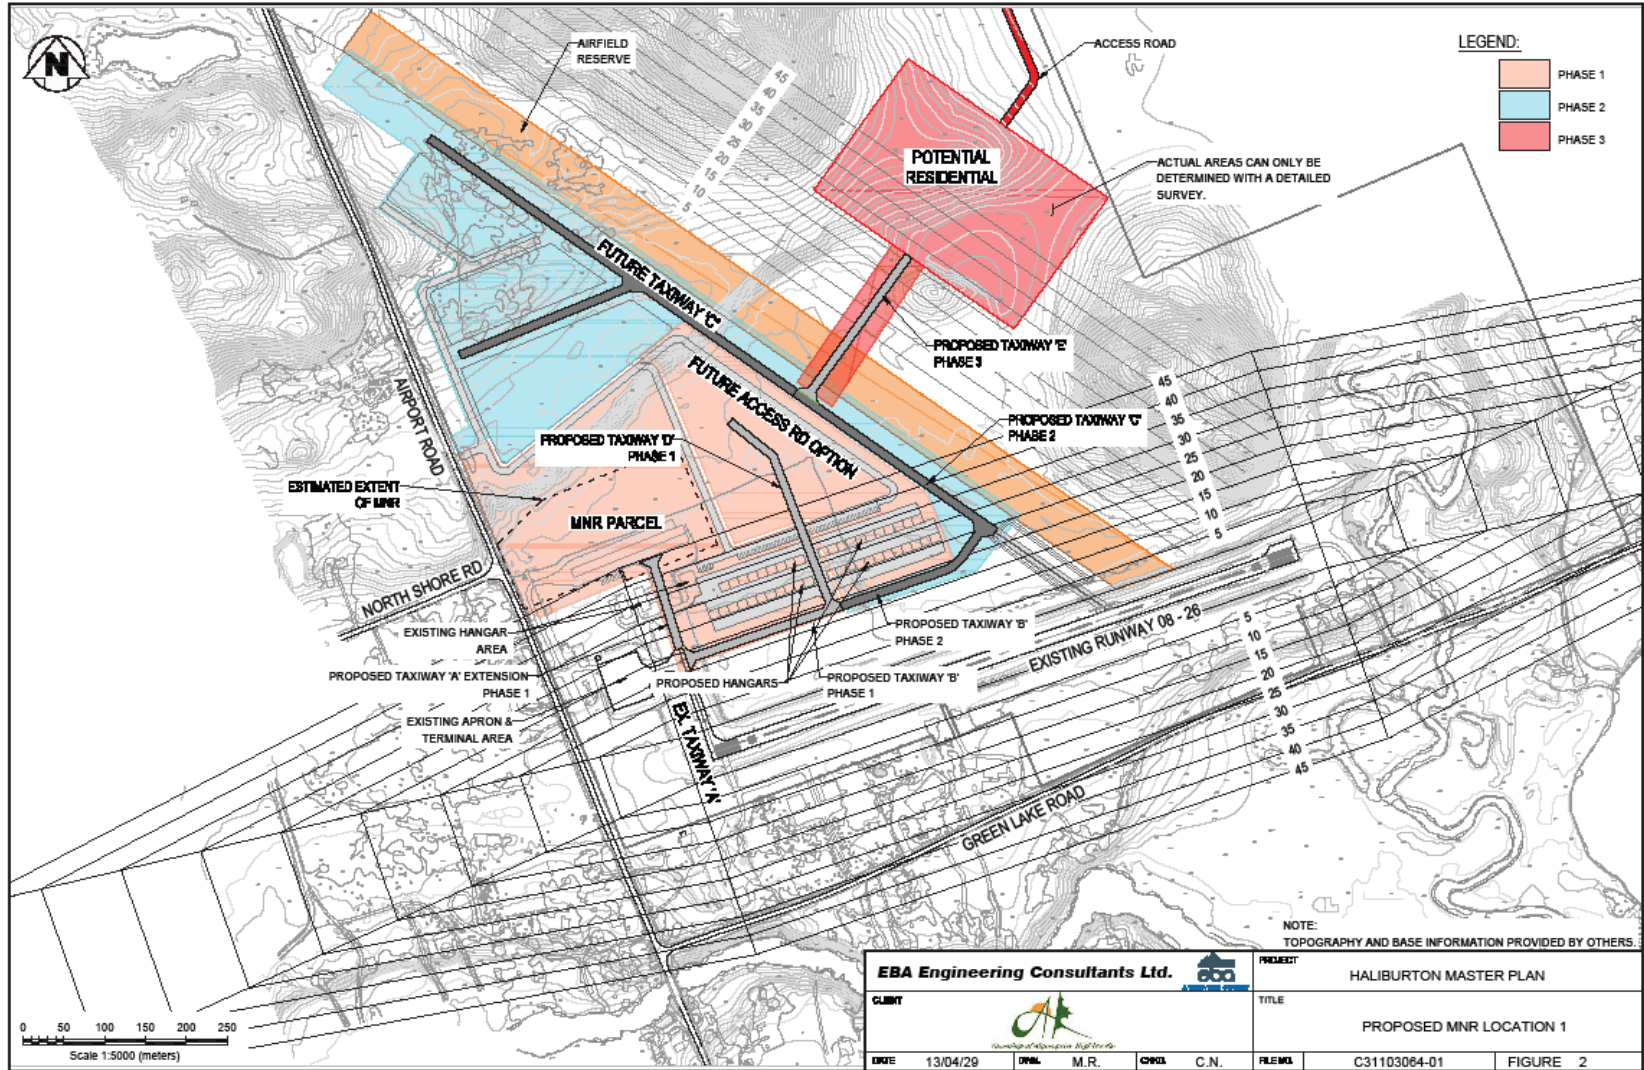 N
AIRFIELD
RESERVE
ACCESS ROAD
LEGEND:
PHASE 1
PHASE 2
PHASE 3
45
40
35
30
25
20
15
10
5
POTENTIAL
RESIDENTIAL
ACTUAL AREAS CAN ONLY BE
DETERMINED WITH A DETAILED
SURVEY.
FUTURE TAXIWAY 'C'
PROPOSED TAXIWAY 'E'
PHASE 3
FUTURE ACCESS RD OPTION
AIRPORT ROAD
45
40
35
30
25
20
15
10
5
PROPOSED TAXIWAY 'C'
PHASE 2
PROPOSED TAXIWAY 'D'
PHASE 1
ESTIMATED EXTENT
OF MNR
MNR PARCEL
NORTH SHORE RD
EXISTING HANGAR
AREA
PROPOSED TAXIWAY 'A' EXTENSION
PHASE 1
PROPOSED HANGARS
PROPOSED TAXIWAY 'B'
PHASE 1
PROPOSED TAXIWAY 'B'
PHASE 2
EXISTING RUNWAY 08 - 26
5
10
15
20
25
30
35
40
45
EXISTING APRON &
TERMINAL AREA
EX. TAXIWAY 'A'
GREEN LAKE ROAD
NOTE:
TOPOGRAPHY AND BASE INFORMATION PROVIDED BY OTHERS.
0 50 100 150 200 250
Scale 1:5000 (meters)
EBA Engineering Consultants Ltd.
eba
PROJECT
HALIBURTON MASTER PLAN
CLIENT
TITLE
PROPOSED MNR LOCATION 1
DATE 13/04/29 DWN. M.R. CHKD. C.N. FILE NO. C31103064-01 FIGURE 2